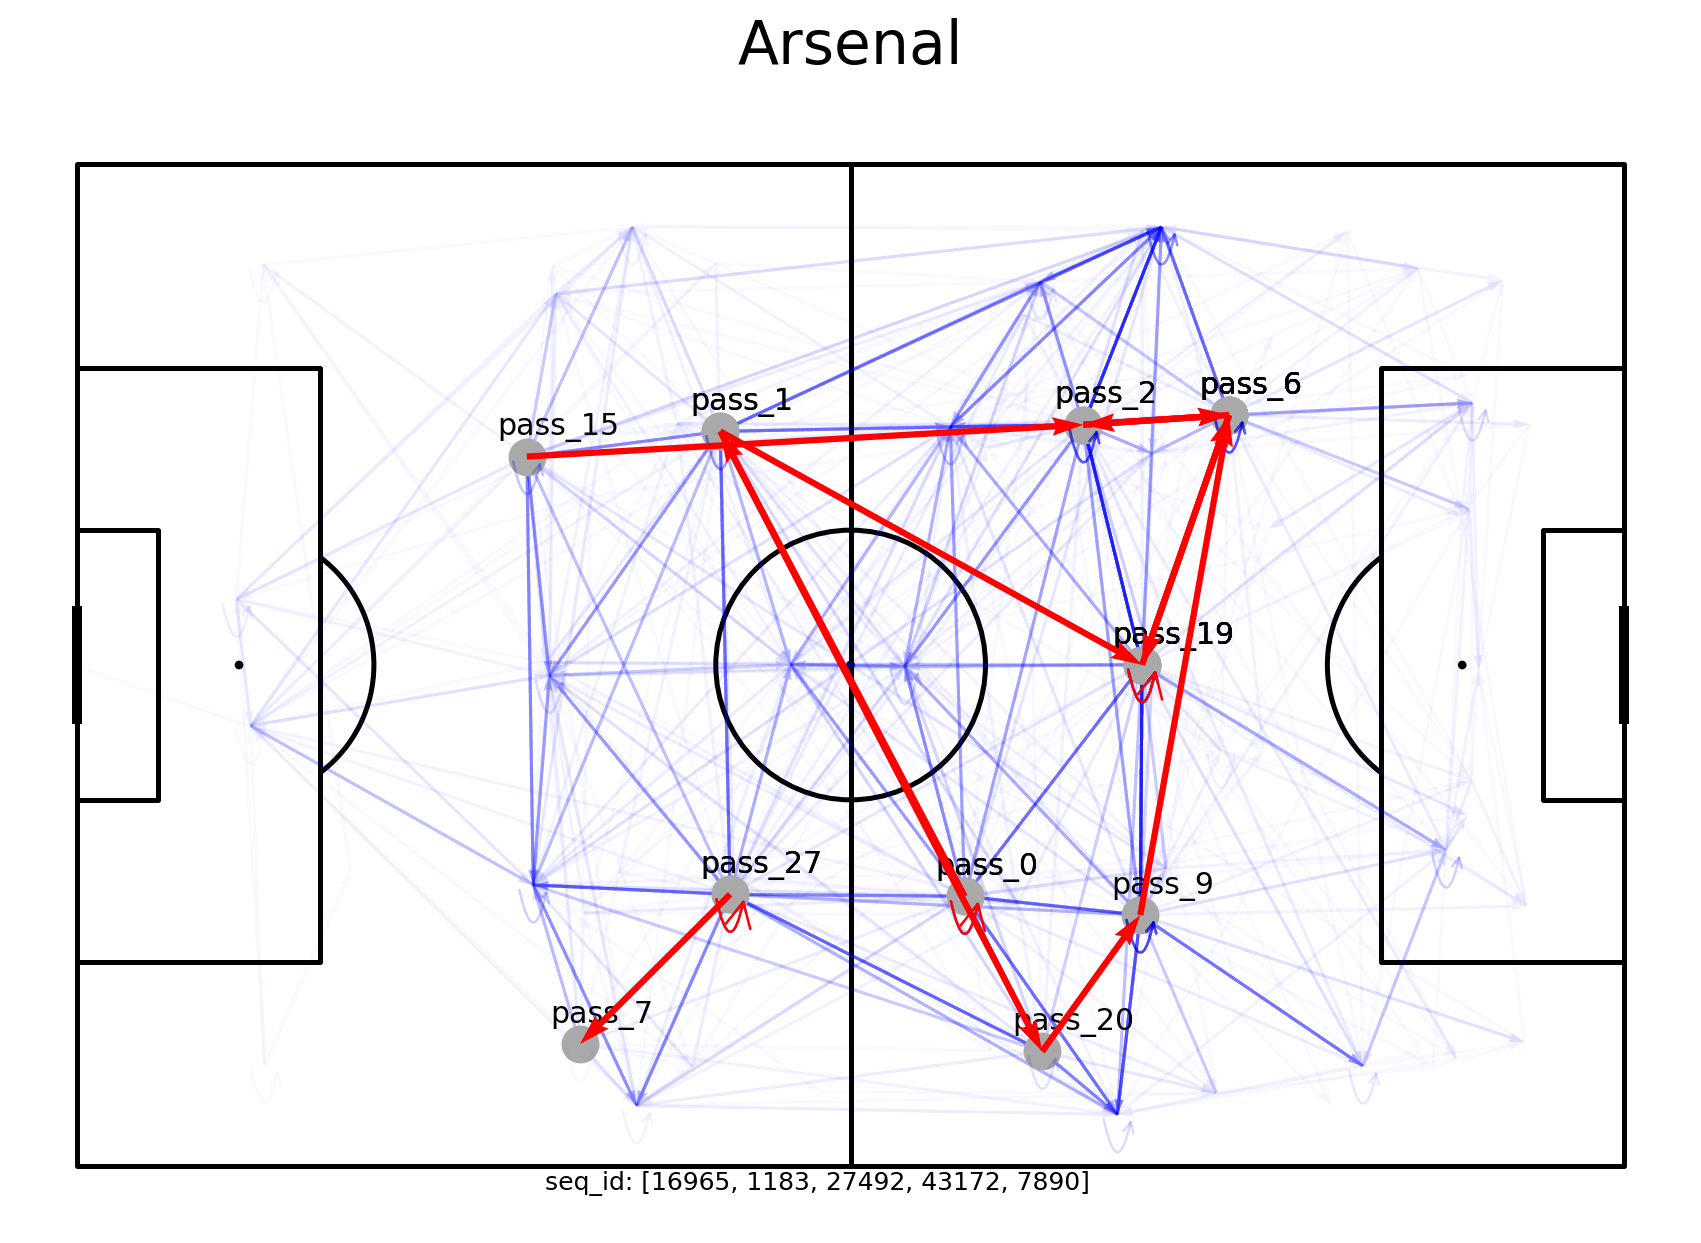 Arsenal
pass_6
pass_2
pass_1
pass_15
pass_19
pass_27
pass_0
pass_9
pass_7
pass_20
seq_id: [16965, 1183, 27492, 43172, 7890]